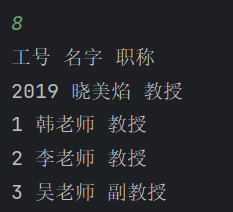 8
工号 名字 职称
2019 晓美焰 教授
1 韩老师 教授
2 李老师 教授
3 吴老师 副教授